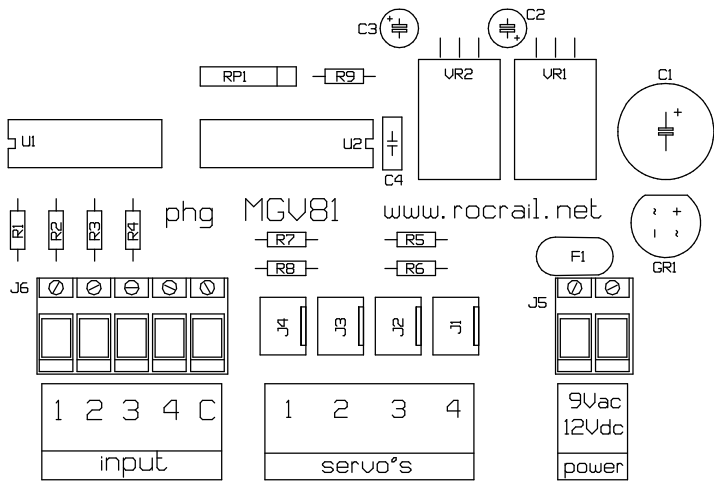 C3 C2
RP1 R9 VR2 VR1 C1
U1 U2
C4
R1 R2 R3 R4 phg MGV81 www.rocrail.net
R7 R5
R8 R6 F1 GR1
J6 J5
J4 J3 J2 J1
1 2 3 4 C
input
1 2 3 4
servo's
9Vac
12Vdc
power